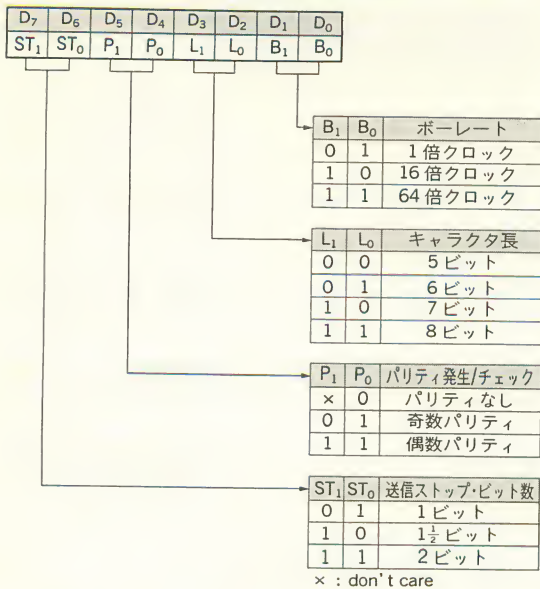 D₇ D₆ D₅ D₄ D₃ D₂ D₁ D₀
ST₁ ST₀ P₁ P₀ L₁ L₀ B₁ B₀
B₁ B₀ ボーレート
0 1 1倍クロック
1 0 16倍クロック
1 1 64倍クロック
L₁ L₀ キャラクタ長
0 0 5ビット
0 1 6ビット
1 0 7ビット
1 1 8ビット
P₁ P₀ パリティ発生/チェック
× 0 パリティなし
0 1 奇数パリティ
1 1 偶数パリティ
ST₁ ST₀ 送信ストップ・ビット数
0 1 1ビット
1 0 1½ビット
1 1 2ビット
× : don't care